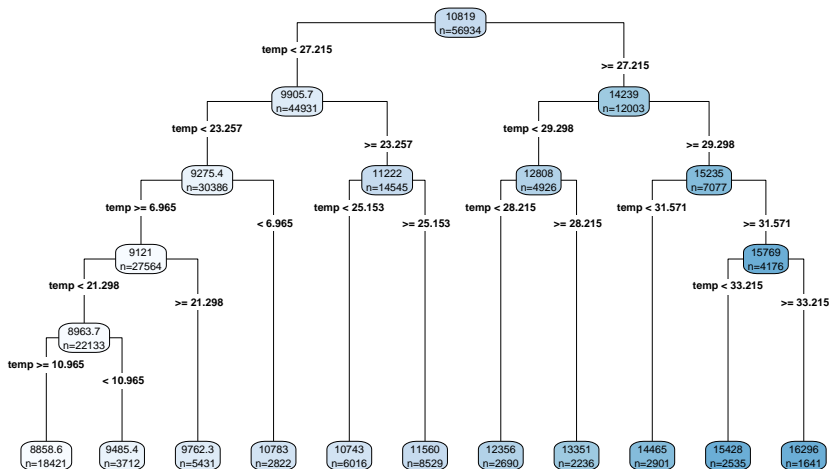 10819
n=56934
temp < 27.215
>= 27.215
9905.7
n=44931
14239
n=12003
temp < 23.257
>= 23.257
temp < 29.298
>= 29.298
9275.4
n=30386
11222
n=14545
12808
n=4926
15235
n=7077
temp >= 6.965
< 6.965
temp < 25.153
>= 25.153
temp < 28.215
>= 28.215
temp < 31.571
>= 31.571
9121
n=27564
15769
n=4176
temp < 21.298
>= 21.298
temp < 33.215
>= 33.215
8963.7
n=22133
temp >= 10.965
< 10.965
8858.6
n=18421
9485.4
n=3712
9762.3
n=5431
10783
n=2822
10743
n=6016
11560
n=8529
12356
n=2690
13351
n=2236
14465
n=2901
15428
n=2535
16296
n=1641